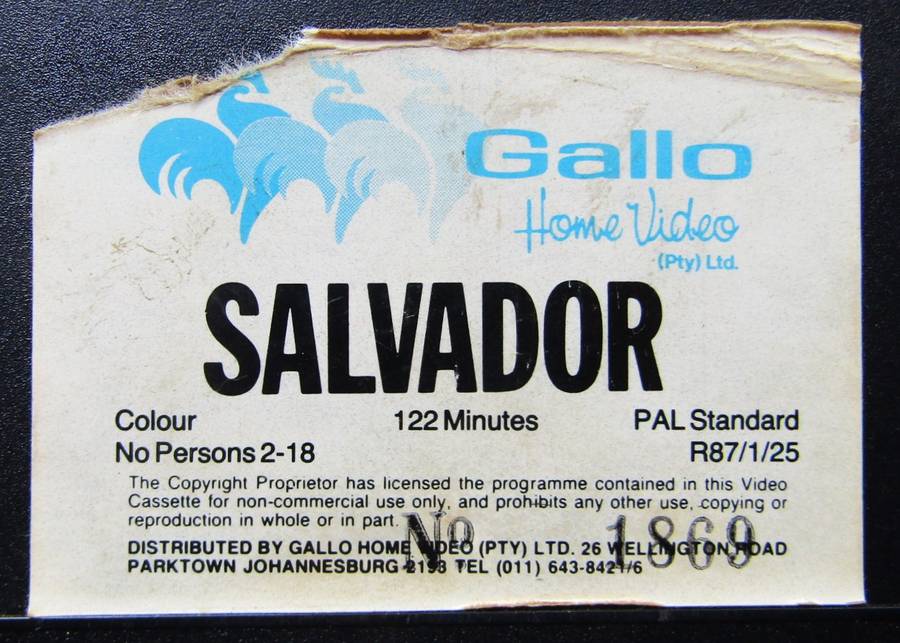 Gallo
Home Video
(Pty) Ltd.
SALVADOR
Colour 122 Minutes PAL Standard
No Persons 2-18 R87/1/25
The Copyright Proprietor has licensed the programme contained in this Video
Cassette for non-commercial use only, and prohibits any other use, copying or
reproduction in whole or in part.
No 1869
DISTRIBUTED BY GALLO HOME VIDEO (PTY) LTD. 26 WELLINGTON ROAD
PARKTOWN JOHANNESBURG 2193 TEL (011) 643-8421/6